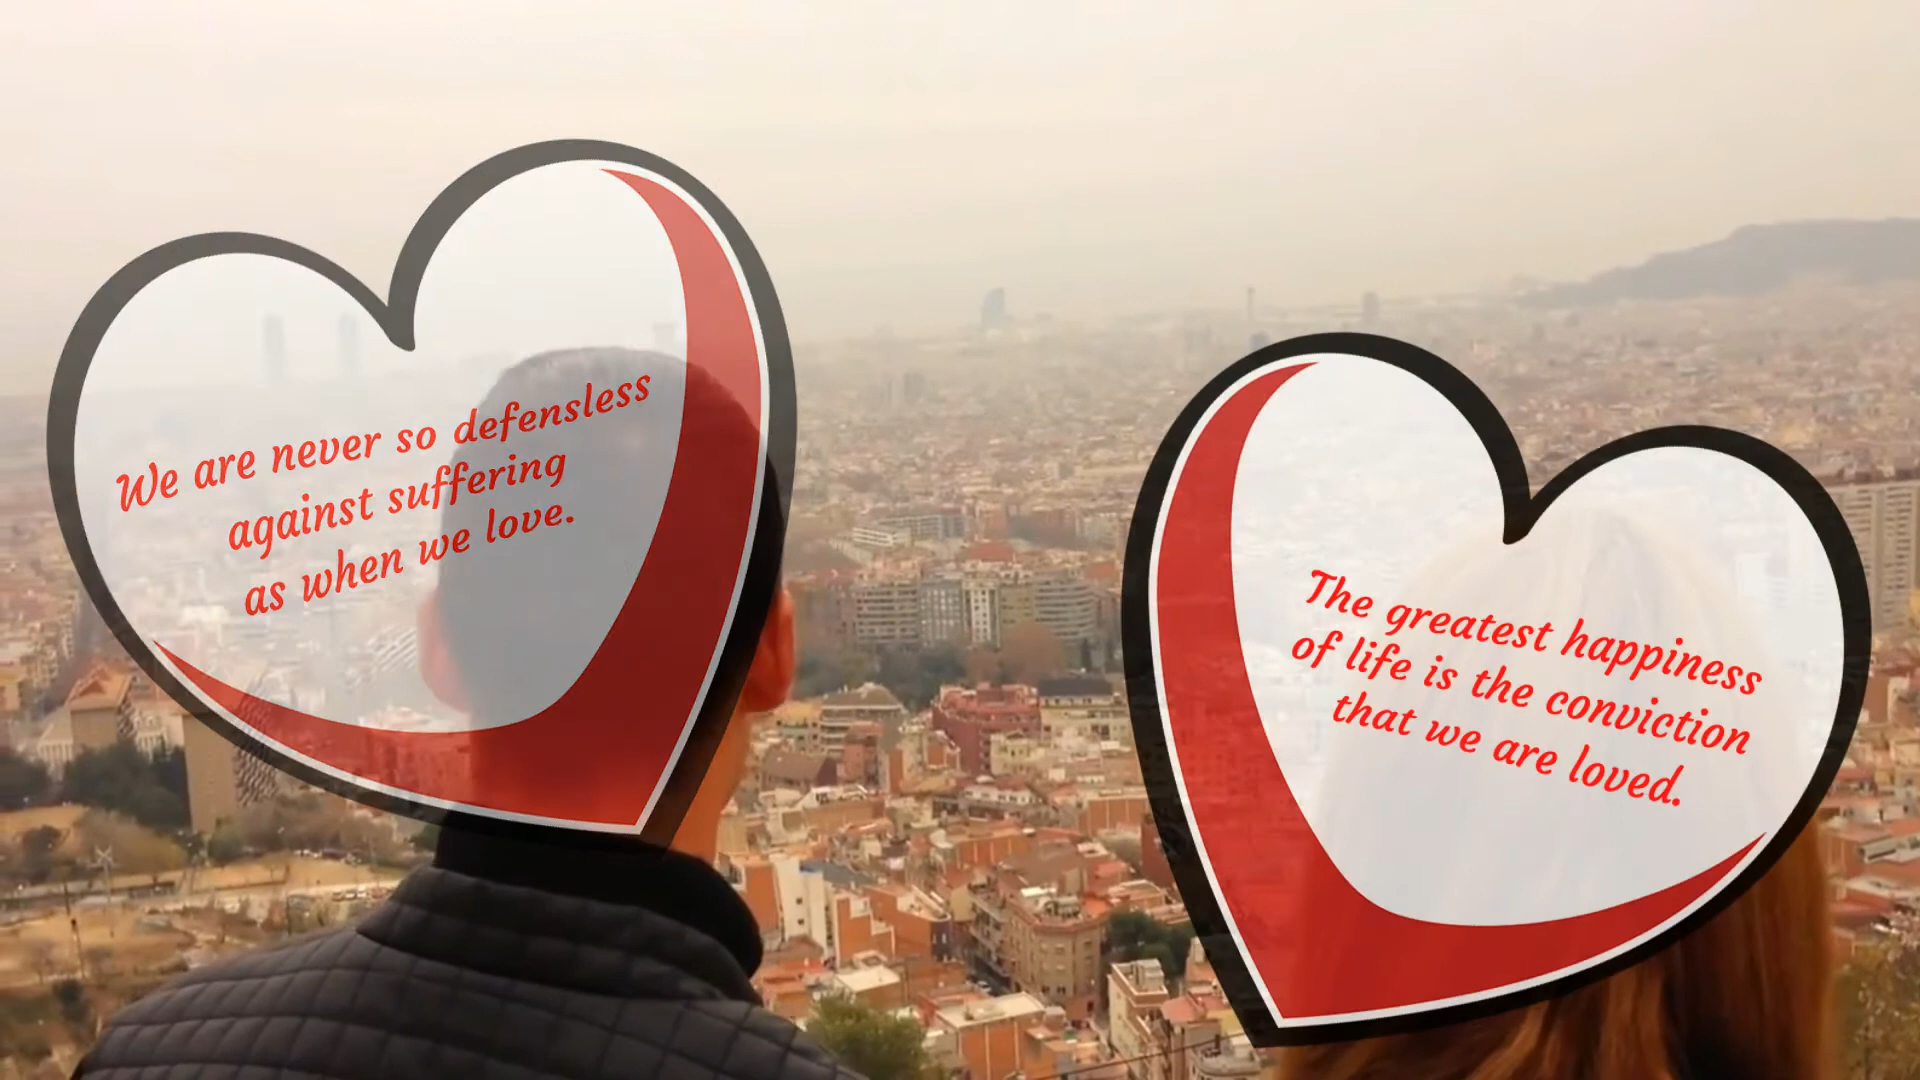 We are never so defensless
against suffering
as when we love.
The greatest happiness
of life is the conviction
that we are loved.